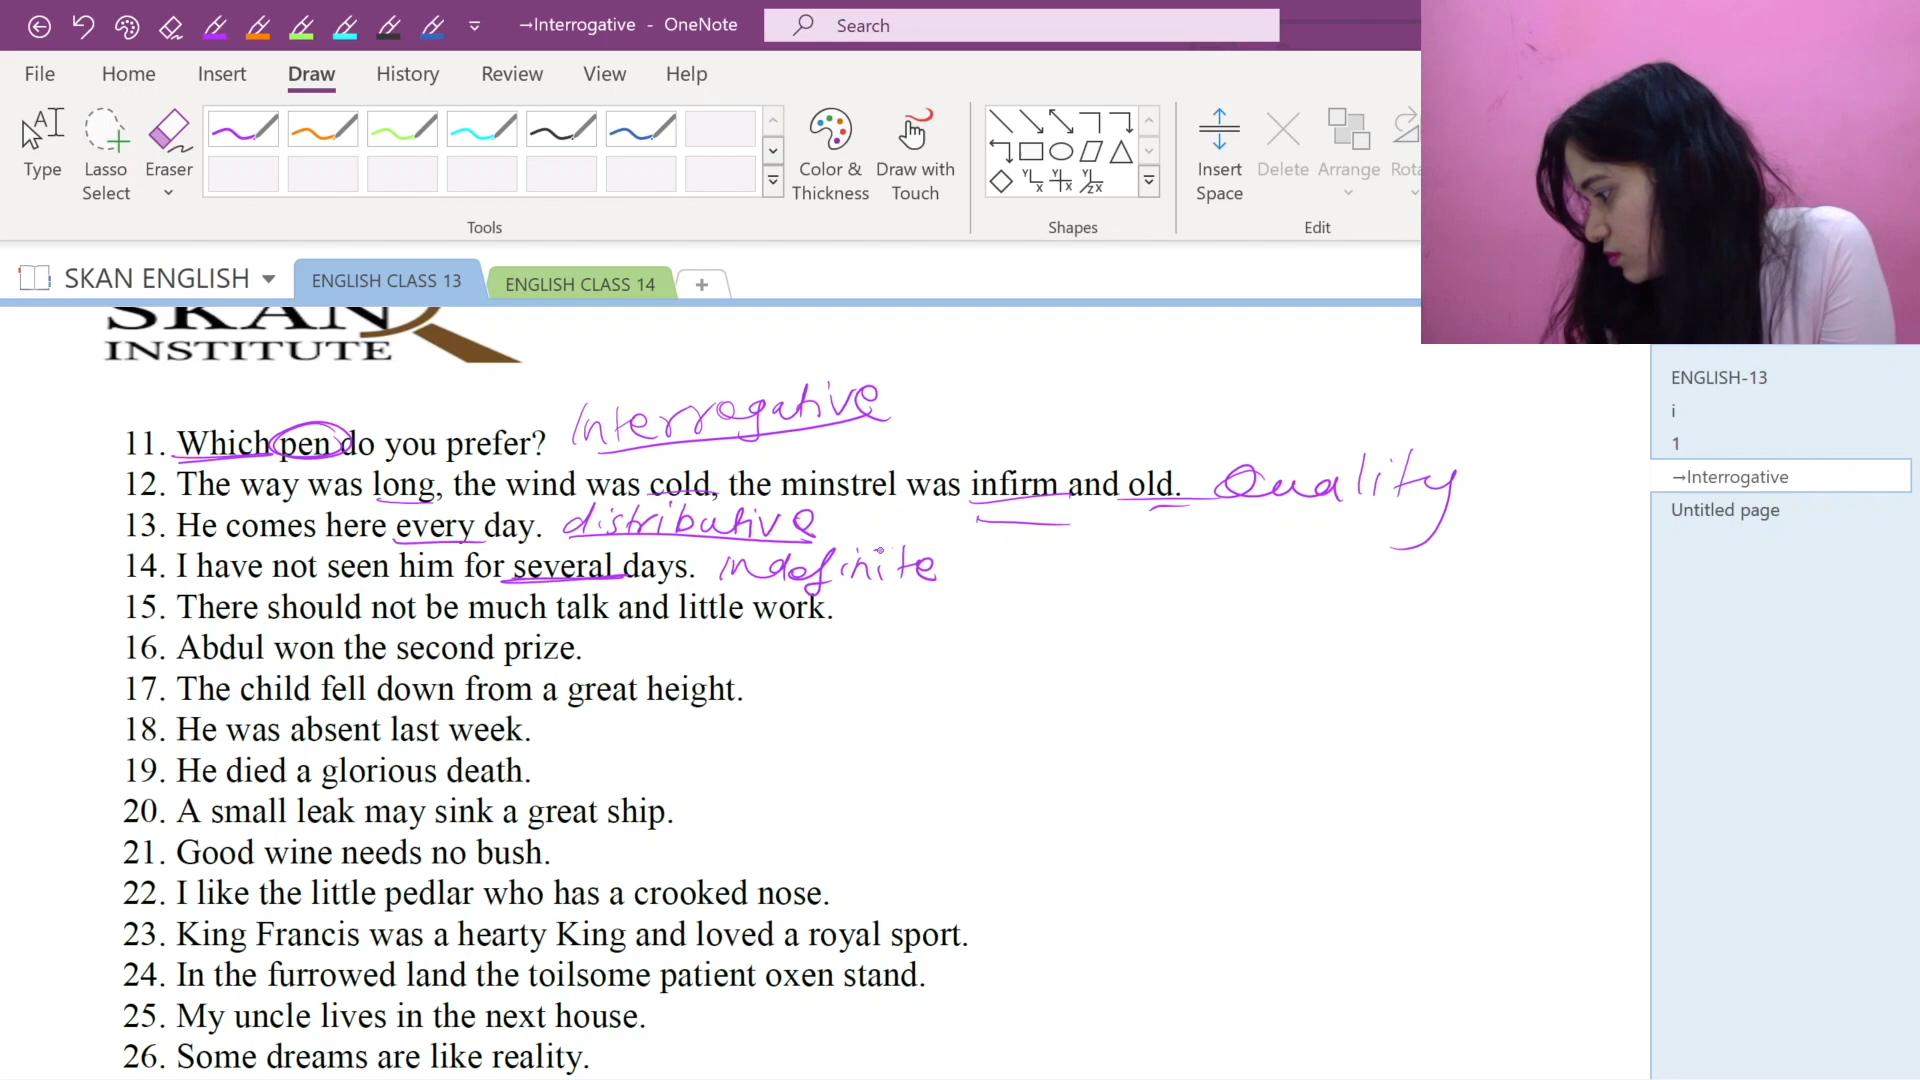 →Interrogative - OneNote
Search
File Home Insert Draw History Review View Help
Type
Lasso Select
Eraser
Color & Thickness
Draw with Touch
Insert Space
Delete
Arrange
Rota
Tools
Shapes
Edit
SKAN ENGLISH
ENGLISH CLASS 13
ENGLISH CLASS 14
SKAN
INSTITUTE
11. Which pen do you prefer? Interrogative
12. The way was long, the wind was cold, the minstrel was infirm and old. Quality
13. He comes here every day. distributive
14. I have not seen him for several days. indefinite
15. There should not be much talk and little work.
16. Abdul won the second prize.
17. The child fell down from a great height.
18. He was absent last week.
19. He died a glorious death.
20. A small leak may sink a great ship.
21. Good wine needs no bush.
22. I like the little pedlar who has a crooked nose.
23. King Francis was a hearty King and loved a royal sport.
24. In the furrowed land the toilsome patient oxen stand.
25. My uncle lives in the next house.
26. Some dreams are like reality.
ENGLISH-13
i
1
→Interrogative
Untitled page